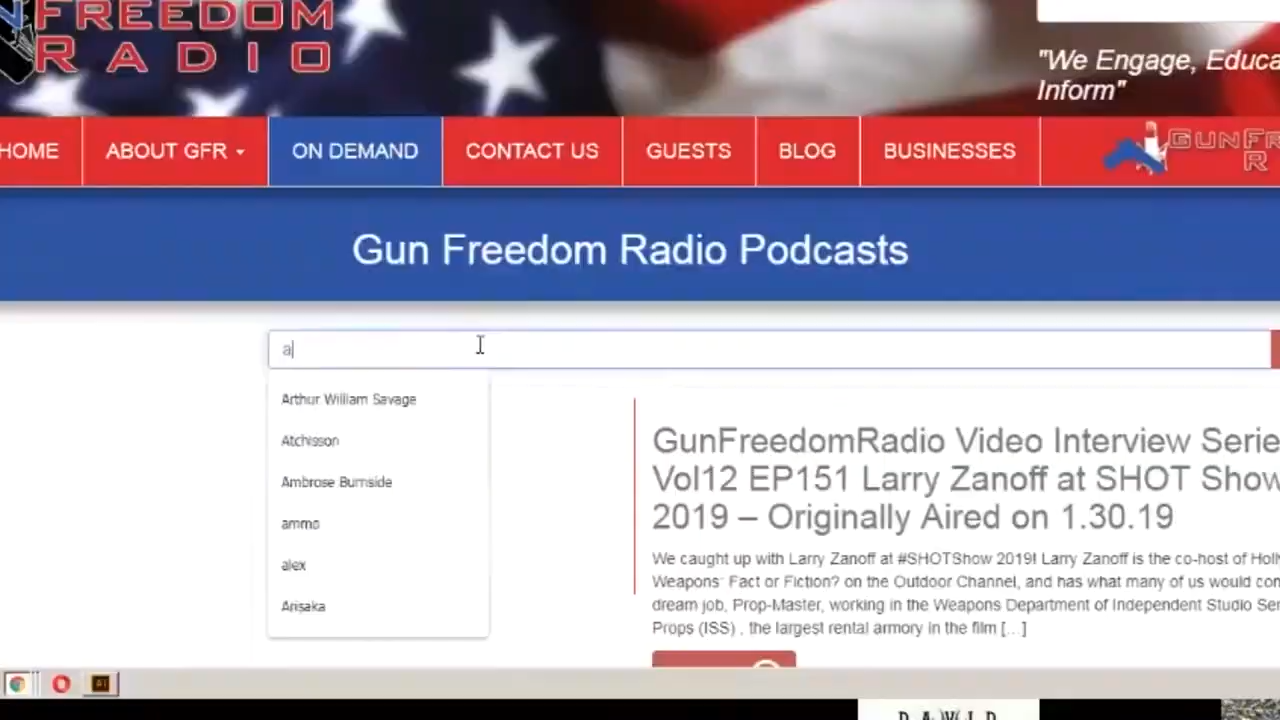 FREEDOM
RADIO
"We Engage, Educa
Inform"
HOME
ABOUT GFR
ON DEMAND
CONTACT US
GUESTS
BLOG
BUSINESSES
GUNFR
R
Gun Freedom Radio Podcasts
a
Arthur William Savage
Atchisson
Ambrose Burnside
ammo
alex
Arisaka
GunFreedomRadio Video Interview Serie
Vol12 EP151 Larry Zanoff at SHOT Show
2019 – Originally Aired on 1.30.19
We caught up with Larry Zanoff at #SHOTShow 2019! Larry Zanoff is the co-host of Holly
Weapons: Fact or Fiction? on the Outdoor Channel, and has what many of us would con
dream job, Prop-Master, working in the Weapons Department of Independent Studio Ser
Props (ISS) , the largest rental armory in the film […]